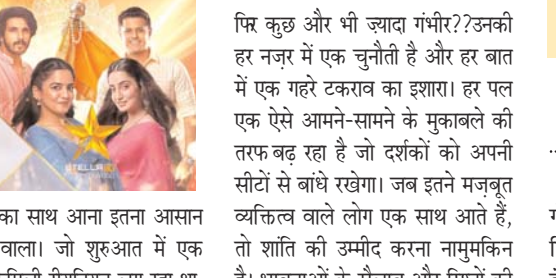 STELLA
का साथ आना इतना आसान
वाला। जो शुरुआत में एक
फिर कुछ और भी ज़्यादा गंभीर??उनकी
हर नज़र में एक चुनौती है और हर बात
में एक गहरे टकराव का इशारा। हर पल
एक ऐसे आमने-सामने के मुकाबले की
तरफ बढ़ रहा है जो दर्शकों को अपनी
सीटों से बांधे रखेगा। जब इतने मज़बूत
व्यक्तित्व वाले लोग एक साथ आते हैं,
तो शांति की उम्मीद करना नामुमकिन